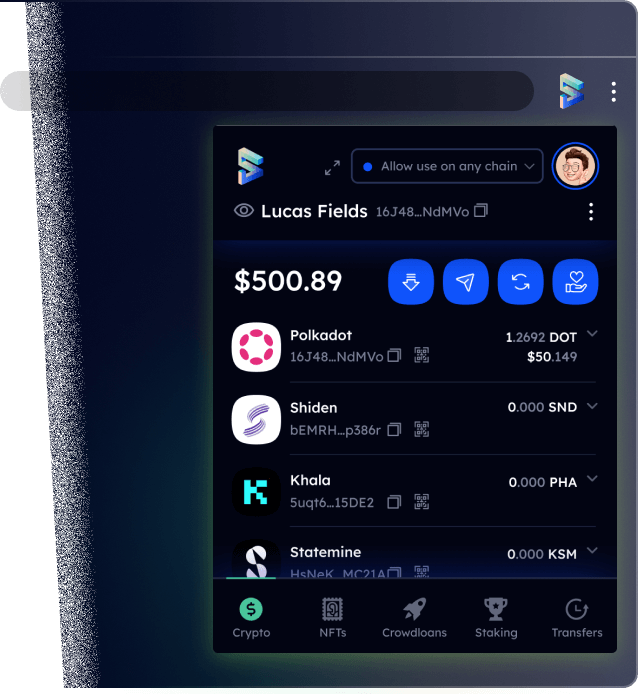 Allow use on any chain
Lucas Fields 16J48...NdMVo
$500.89
Polkadot 1.2692 DOT
16J48...NdMVo $50.149
Shiden 0.000 SND
bEMRH...p386r
Khala 0.000 PHA
5uqt6...15DE2
Statemine 0.000 KSM
HsNeK...MC21A
Crypto NFTs Crowdloans Staking Transfers